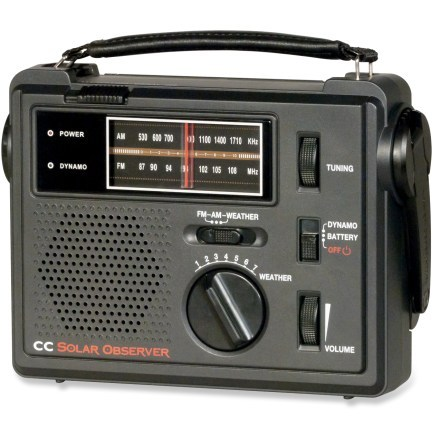 POWER
DYNAMO
AM 530 600 700 1100 1400 1710 KHz
FM 87 90 94 102 105 108 MHz
TUNING
FM-AM-WEATHER
DYNAMO
BATTERY
OFF
1 2 3 4 5 6 7
WEATHER
VOLUME
CC SOLAR OBSERVER